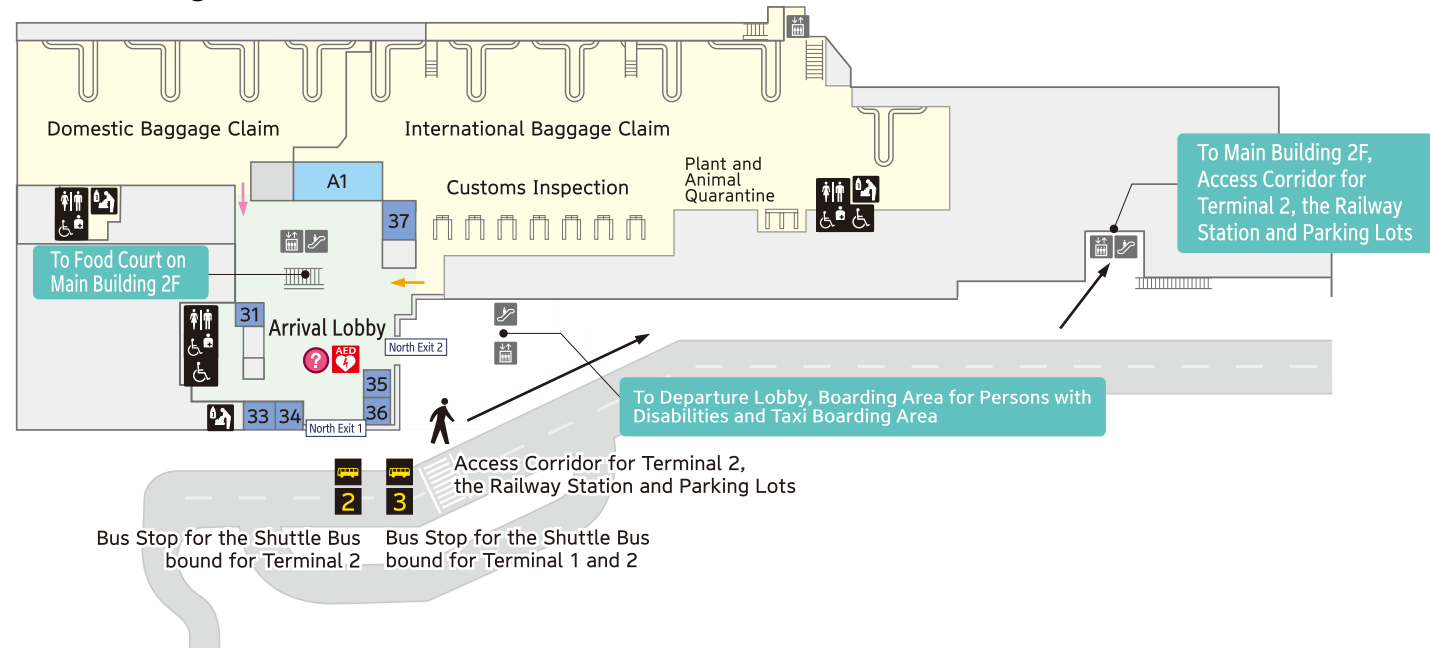 Domestic Baggage Claim
International Baggage Claim
A1
37
Customs Inspection
Plant and
Animal
Quarantine
To Main Building 2F,
Access Corridor for
Terminal 2, the Railway
Station and Parking Lots
To Food Court on
Main Building 2F
31
Arrival Lobby
North Exit 2
?
AED
35
36
33
34
North Exit 1
To Departure Lobby, Boarding Area for Persons with
Disabilities and Taxi Boarding Area
Access Corridor for Terminal 2,
the Railway Station and Parking Lots
2
3
Bus Stop for the Shuttle Bus
bound for Terminal 2
Bus Stop for the Shuttle Bus
bound for Terminal 1 and 2